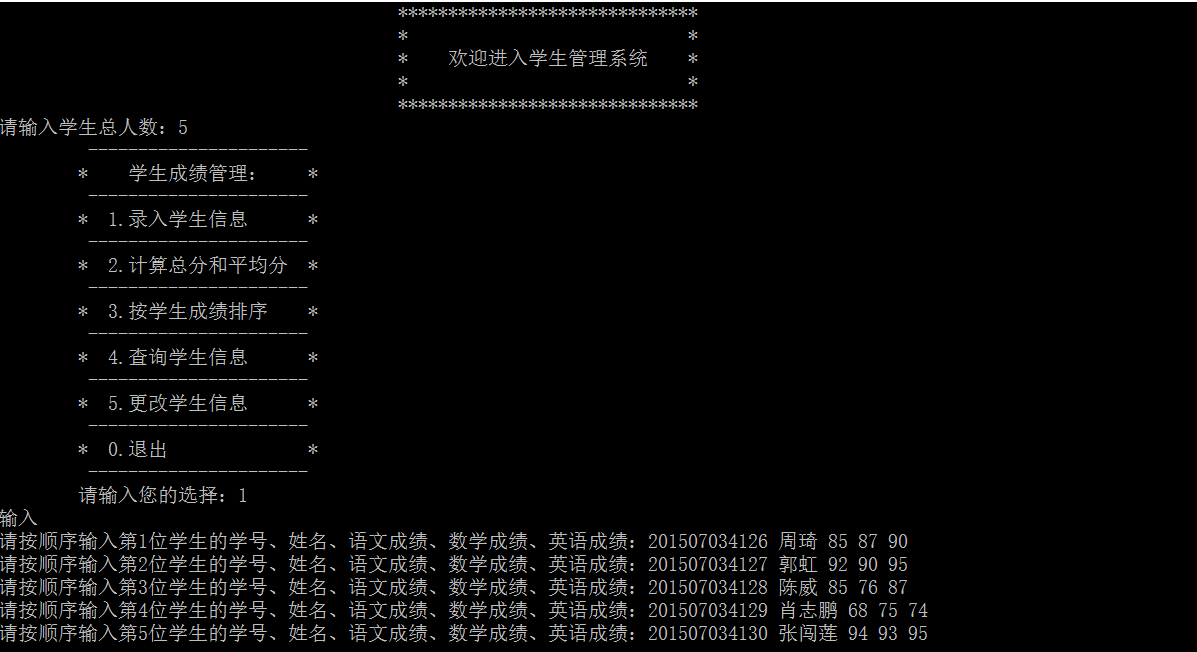 ******************************
*                            *
*    欢迎进入学生管理系统    *
*                            *
******************************
请输入学生总人数：5
----------------------
*    学生成绩管理：     *
----------------------
*  1.录入学生信息      *
----------------------
*  2.计算总分和平均分  *
----------------------
*  3.按学生成绩排序    *
----------------------
*  4.查询学生信息      *
----------------------
*  5.更改学生信息      *
----------------------
*  0.退出              *
----------------------
请输入您的选择：1
输入
请按顺序输入第1位学生的学号、姓名、语文成绩、数学成绩、英语成绩：201507034126 周琦 85 87 90
请按顺序输入第2位学生的学号、姓名、语文成绩、数学成绩、英语成绩：201507034127 郭虹 92 90 95
请按顺序输入第3位学生的学号、姓名、语文成绩、数学成绩、英语成绩：201507034128 陈威 85 76 87
请按顺序输入第4位学生的学号、姓名、语文成绩、数学成绩、英语成绩：201507034129 肖志鹏 68 75 74
请按顺序输入第5位学生的学号、姓名、语文成绩、数学成绩、英语成绩：201507034130 张闯莲 94 93 95